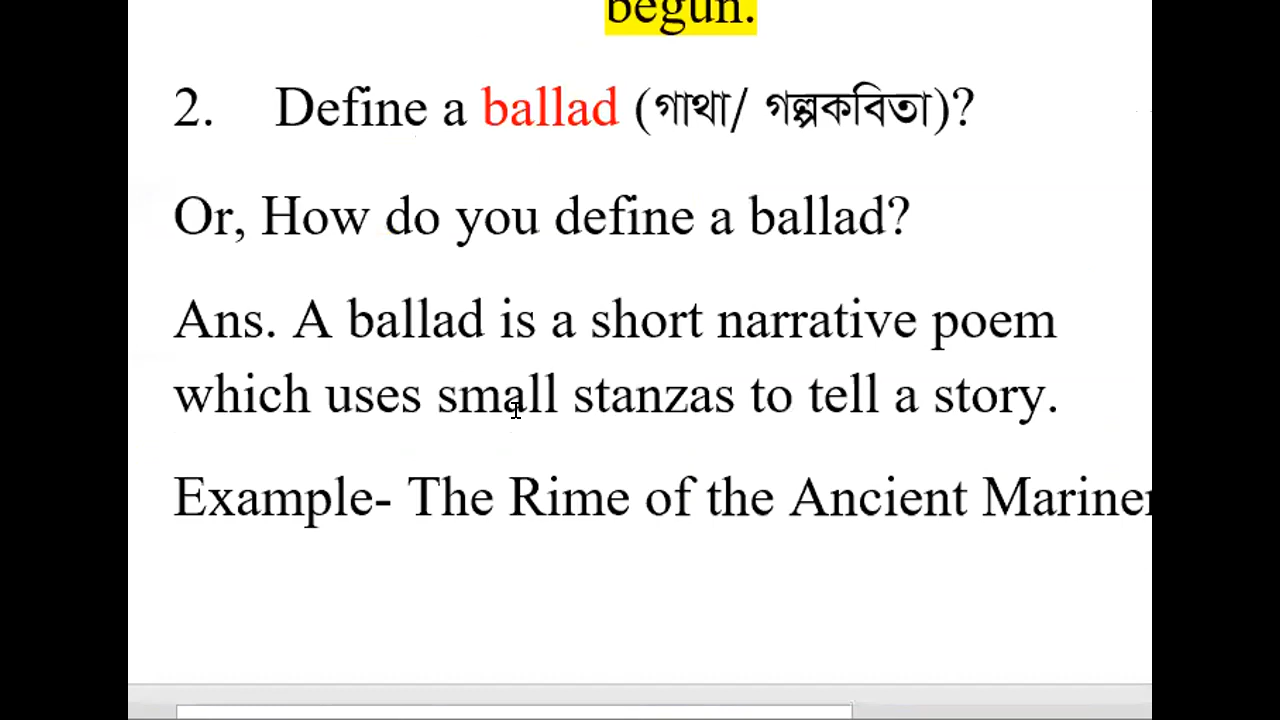 begun.
2. Define a ballad (গাথা/ গল্পকবিতা)?
Or, How do you define a ballad?
Ans. A ballad is a short narrative poem
which uses small stanzas to tell a story.
Example- The Rime of the Ancient Mariner